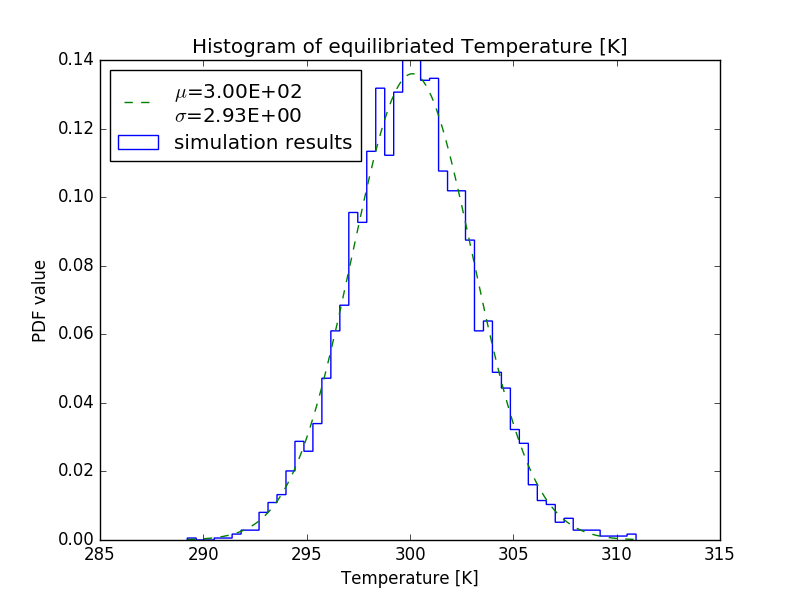 Histogram of equilibriated Temperature [K]
μ=3.00E+02
σ=2.93E+00
simulation results
0.14
0.12
0.10
0.08
0.06
0.04
0.02
0.00
PDF value
285 290 295 300 305 310 315
Temperature [K]